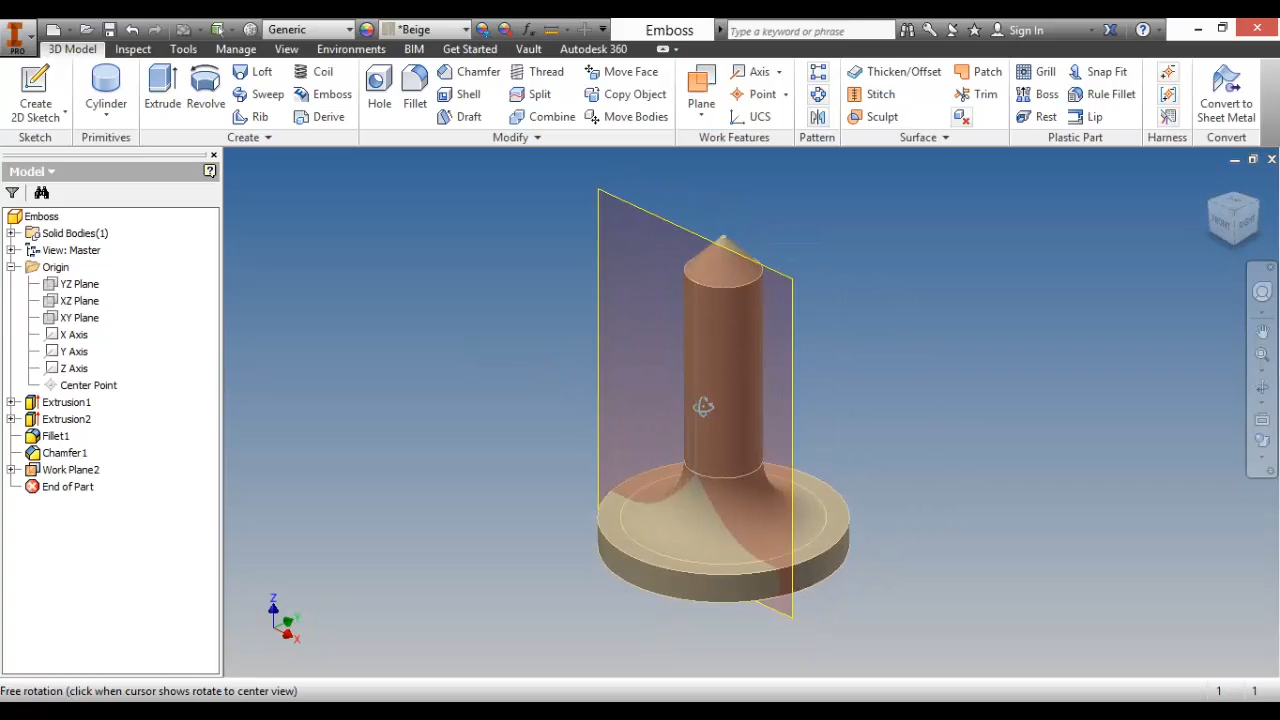 PRO
Generic
*Beige
Emboss
Type a keyword or phrase
Sign In
3D Model
Inspect
Tools
Manage
View
Environments
BIM
Get Started
Vault
Autodesk 360
Create
2D Sketch
Cylinder
Extrude
Revolve
Loft
Sweep
Rib
Coil
Emboss
Derive
Hole
Fillet
Chamfer
Shell
Draft
Thread
Split
Combine
Move Face
Copy Object
Move Bodies
Plane
Axis
Point
UCS
Thicken/Offset
Stitch
Sculpt
Patch
Trim
Grill
Boss
Rest
Snap Fit
Rule Fillet
Lip
Convert to
Sheet Metal
Sketch
Primitives
Create
Modify
Work Features
Pattern
Surface
Plastic Part
Harness
Convert
Model
Emboss
Solid Bodies(1)
View: Master
Origin
YZ Plane
XZ Plane
XY Plane
X Axis
Y Axis
Z Axis
Center Point
Extrusion1
Extrusion2
Fillet1
Chamfer1
Work Plane2
End of Part
FRONT
RIGHT
Z
Y
X
Free rotation (click when cursor shows rotate to center view)
1
1